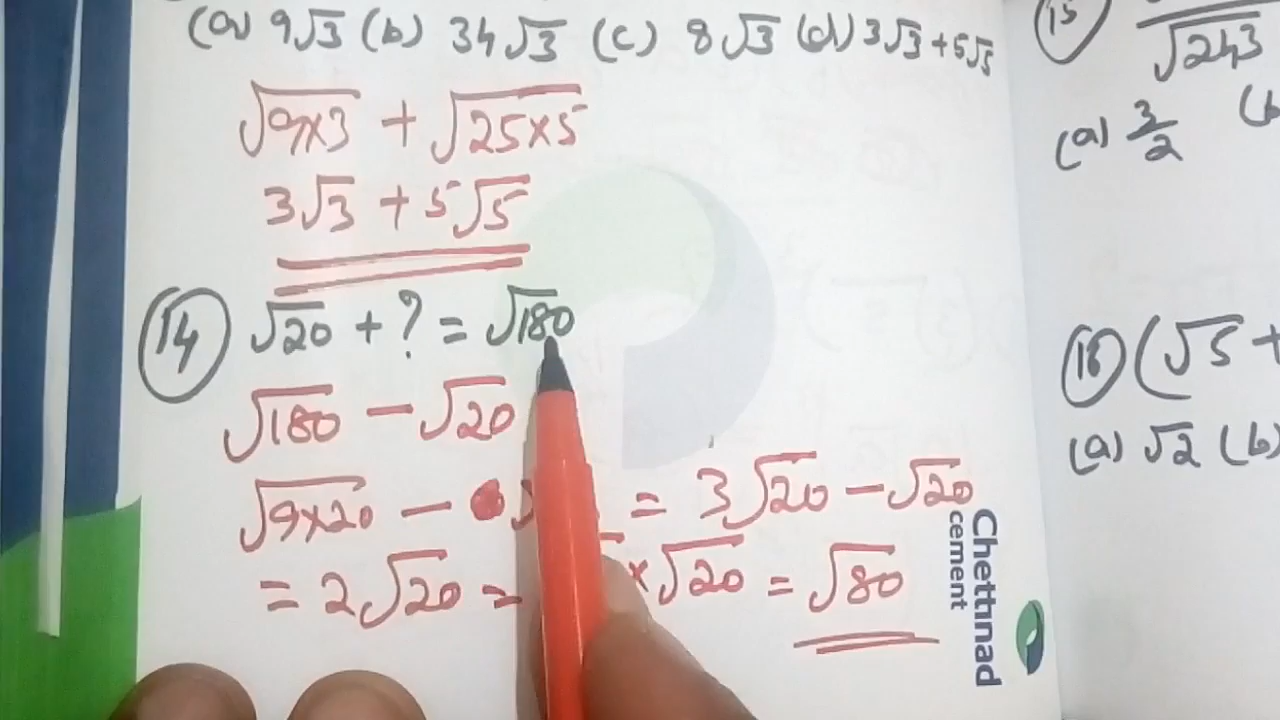 (a) 9√3 (b) 34√3 (c) 8√3 (d) 3√3 + 5√5
√9×3 + √25×5
3√3 + 5√5
14 √20 + ? = √180
√180 − √20
√9×20 − = 3√20 − √20
= 2√20 = ×√20 = √80
Chettinad
cement
15 √243
(a) 3/2 (b
16 (√5 +
(a) √2 (b)